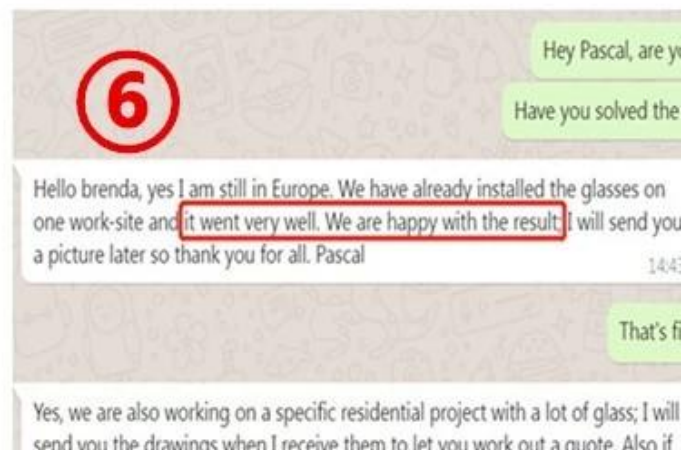 Hey Pascal, are
⑥
Have you solved the
Hello brenda, yes I am still in Europe. We have already installed the glasses on
one work-site and it went very well. We are happy with the result; I will send you
a picture later so thank you for all. Pascal
14:43
That's
Yes, we are also working on a specific residential project with a lot of glass; I will
send you the drawings when I receive them to let you work out a quote. Also if